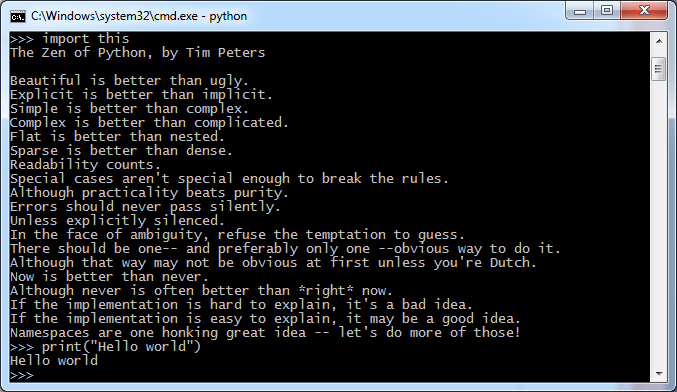 C:\Windows\system32\cmd.exe - python
>>> import this
The Zen of Python, by Tim Peters
Beautiful is better than ugly.
Explicit is better than implicit.
Simple is better than complex.
Complex is better than complicated.
Flat is better than nested.
Sparse is better than dense.
Readability counts.
Special cases aren't special enough to break the rules.
Although practicality beats purity.
Errors should never pass silently.
Unless explicitly silenced.
In the face of ambiguity, refuse the temptation to guess.
There should be one-- and preferably only one --obvious way to do it.
Although that way may not be obvious at first unless you're Dutch.
Now is better than never.
Although never is often better than *right* now.
If the implementation is hard to explain, it's a bad idea.
If the implementation is easy to explain, it may be a good idea.
Namespaces are one honking great idea -- let's do more of those!
>>> print("Hello world")
Hello world
>>>